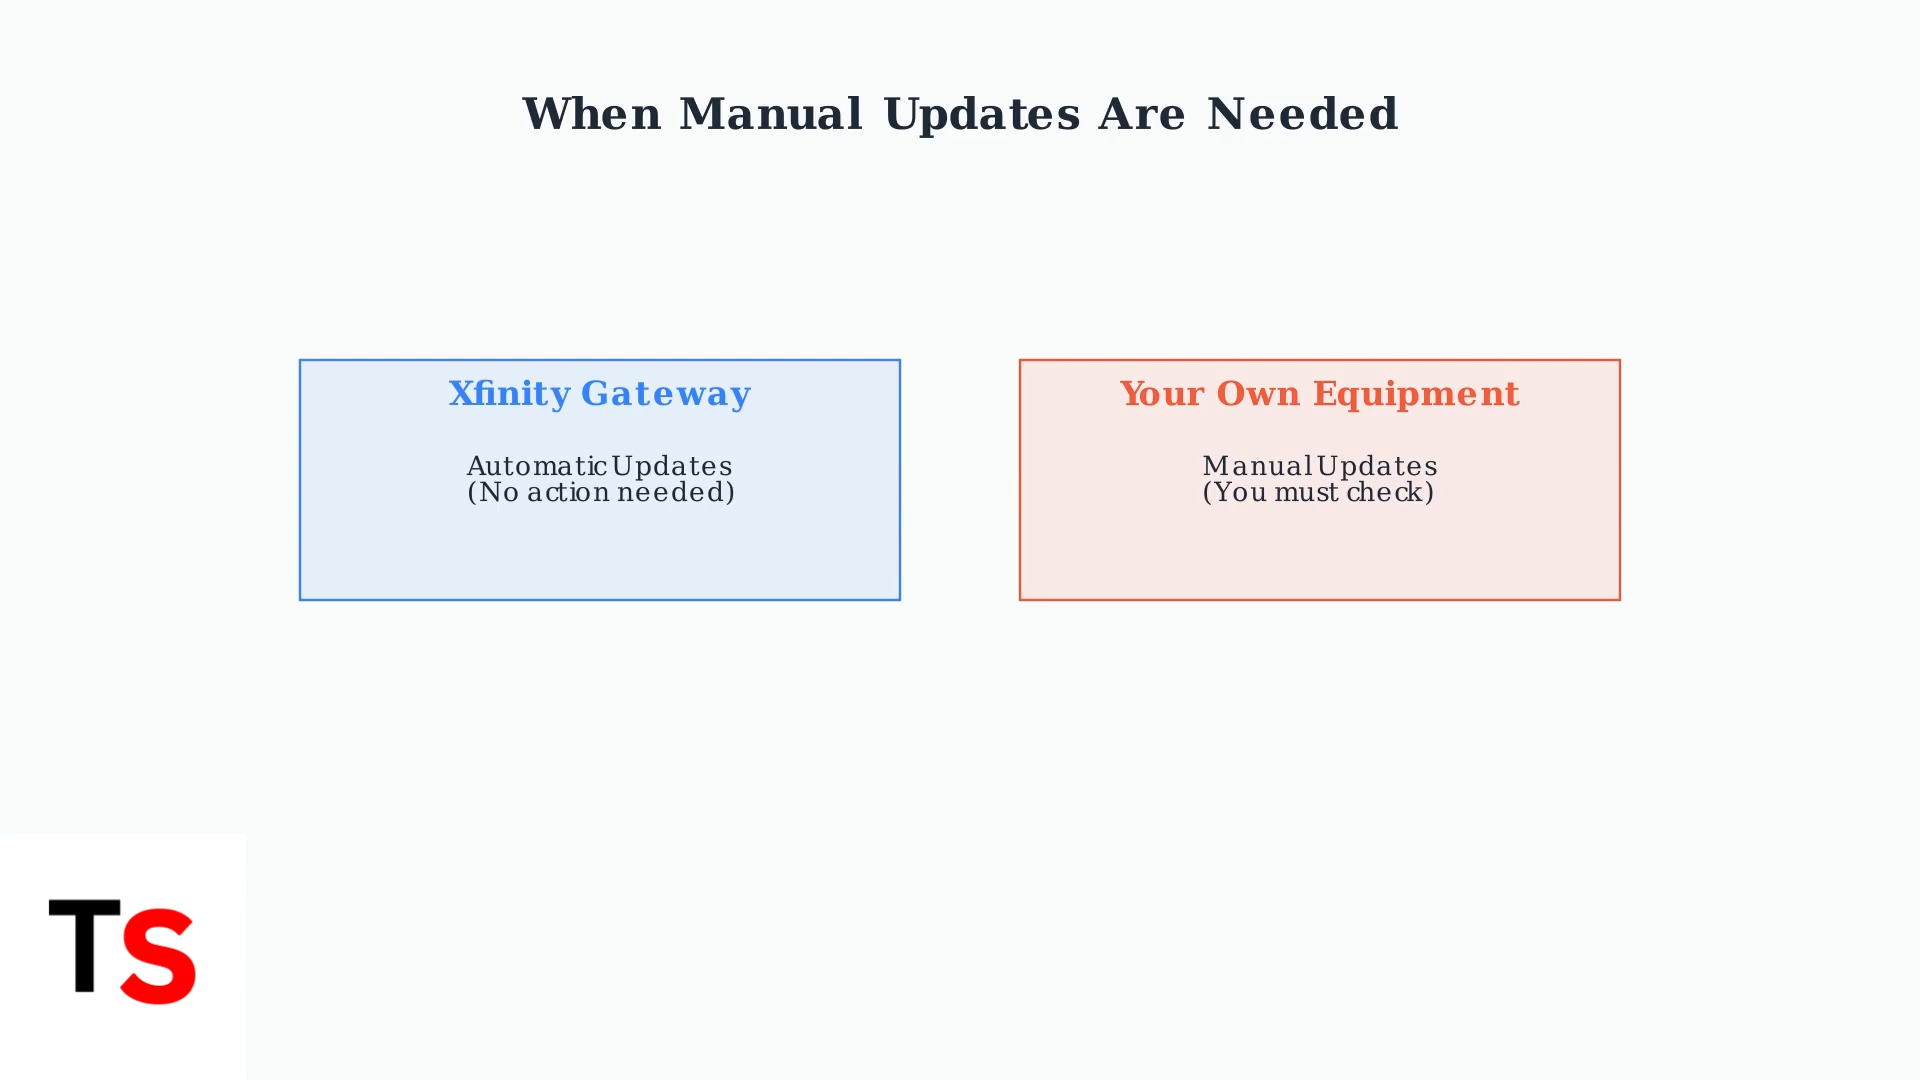 When Manual Updates Are Needed
Xfinity Gateway
Automatic Updates
(No action needed)
Your Own Equipment
Manual Updates
(You must check)
TS